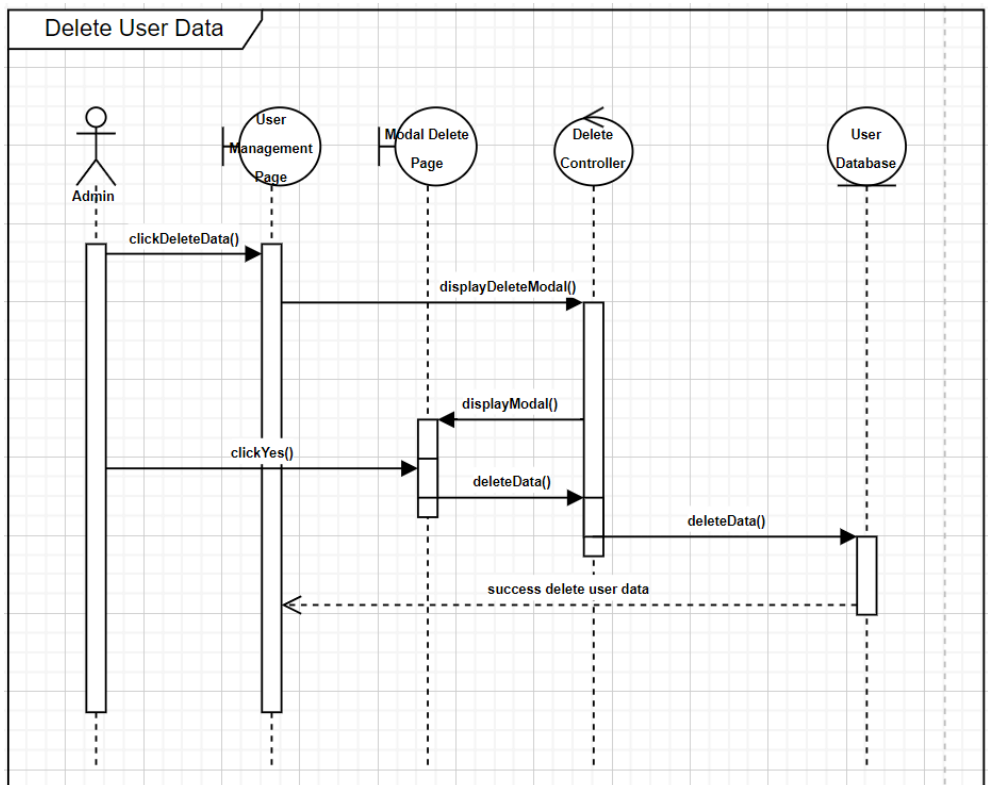 Delete User Data
User
Management
Page
Modal Delete
Page
Delete
Controller
User
Database
Admin
clickDeleteData()
displayDeleteModal()
displayModal()
clickYes()
deleteData()
deleteData()
success delete user data